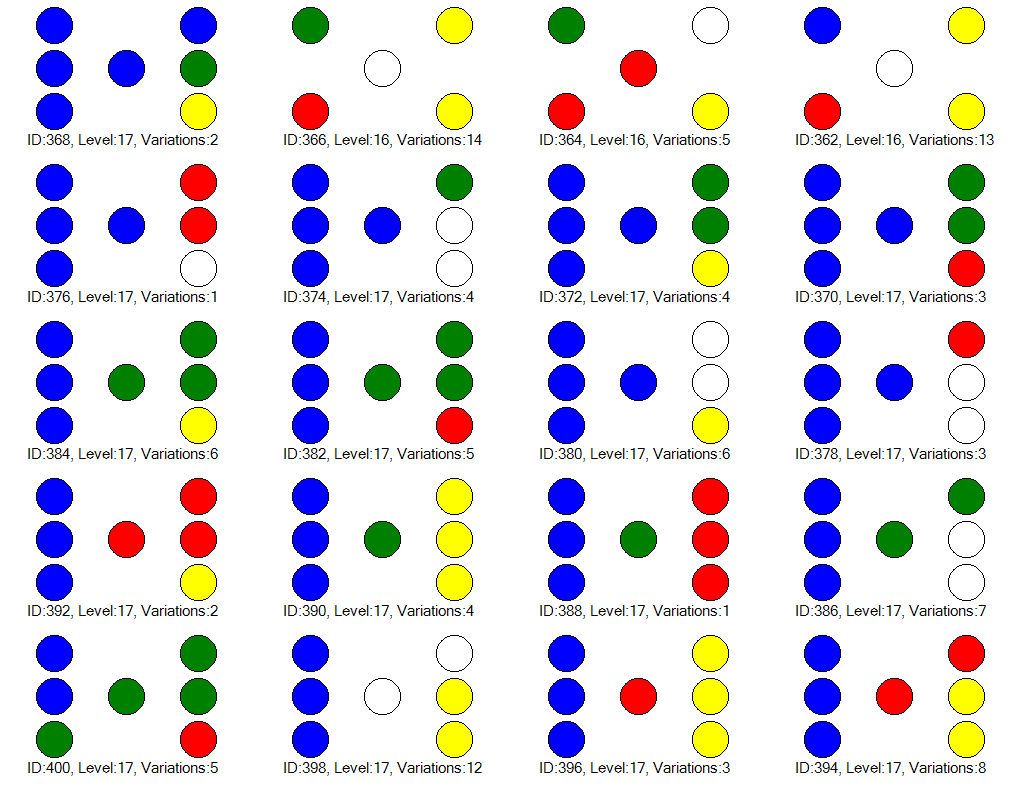 ID:368, Level:17, Variations:2 ID:366, Level:16, Variations:14 ID:364, Level:16, Variations:5 ID:362, Level:16, Variations:13
ID:376, Level:17, Variations:1 ID:374, Level:17, Variations:4 ID:372, Level:17, Variations:4 ID:370, Level:17, Variations:3
ID:384, Level:17, Variations:6 ID:382, Level:17, Variations:5 ID:380, Level:17, Variations:6 ID:378, Level:17, Variations:3
ID:392, Level:17, Variations:2 ID:390, Level:17, Variations:4 ID:388, Level:17, Variations:1 ID:386, Level:17, Variations:7
ID:400, Level:17, Variations:5 ID:398, Level:17, Variations:12 ID:396, Level:17, Variations:3 ID:394, Level:17, Variations:8